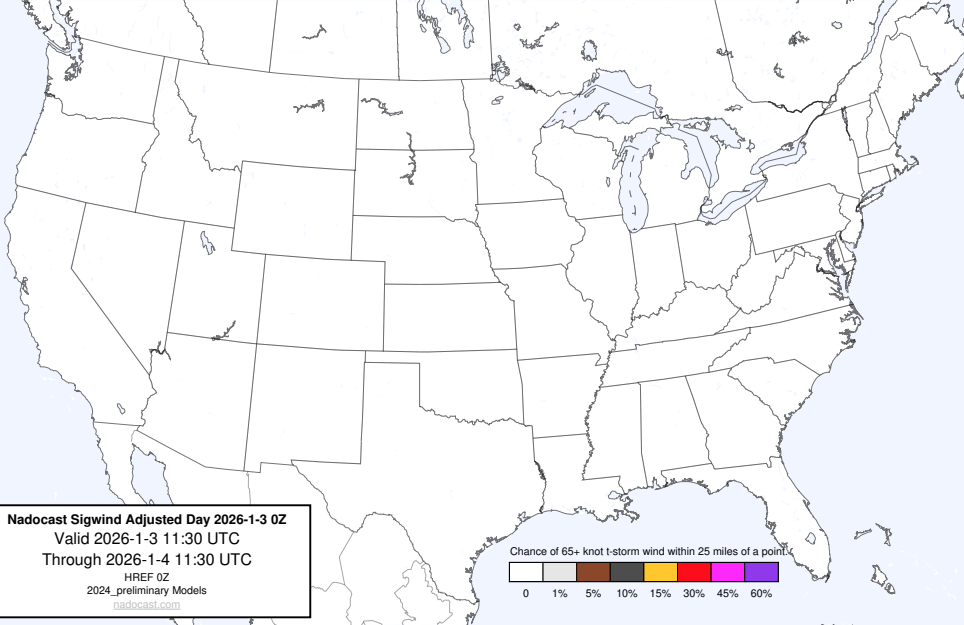 Nadocast Sigwind Adjusted Day 2026-1-3 0Z
Valid 2026-1-3 11:30 UTC
Through 2026-1-4 11:30 UTC
HREF 0Z
2024_preliminary Models
nadocast.com
Chance of 65+ knot t-storm wind within 25 miles of a point.
0 1% 5% 10% 15% 30% 45% 60%